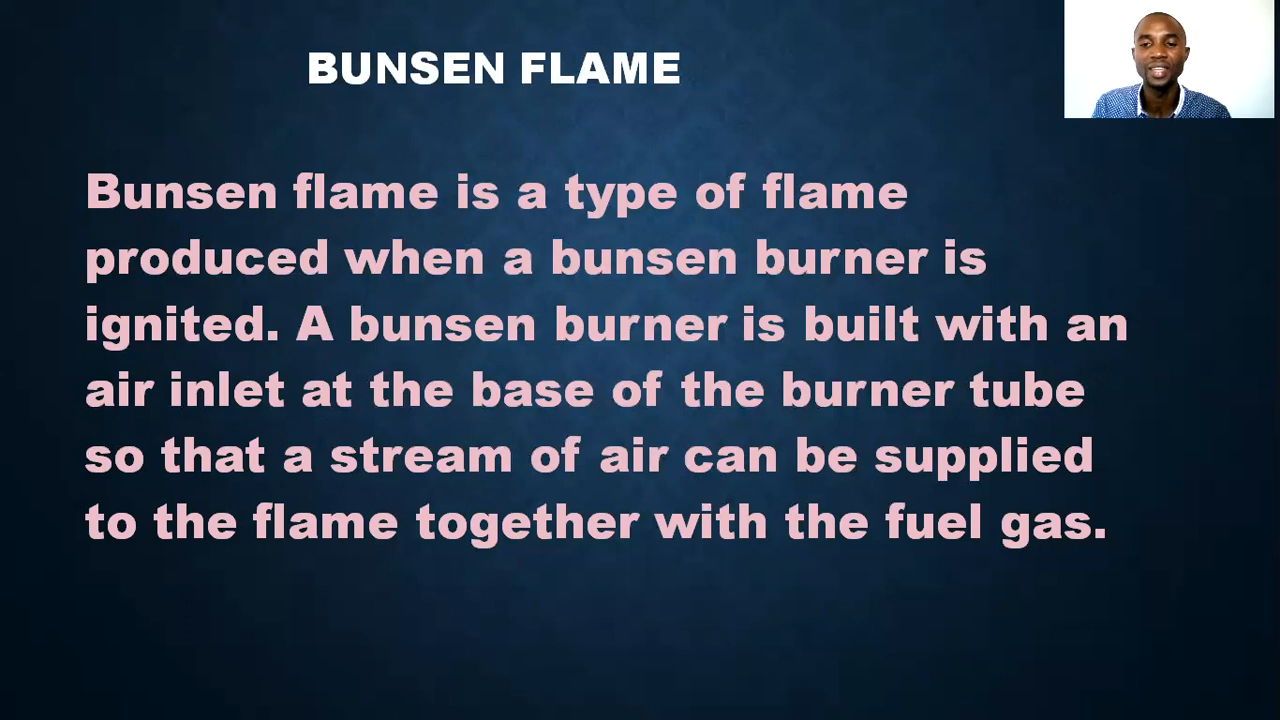 BUNSEN FLAME
Bunsen flame is a type of flame
produced when a bunsen burner is
ignited. A bunsen burner is built with an
air inlet at the base of the burner tube
so that a stream of air can be supplied
to the flame together with the fuel gas.